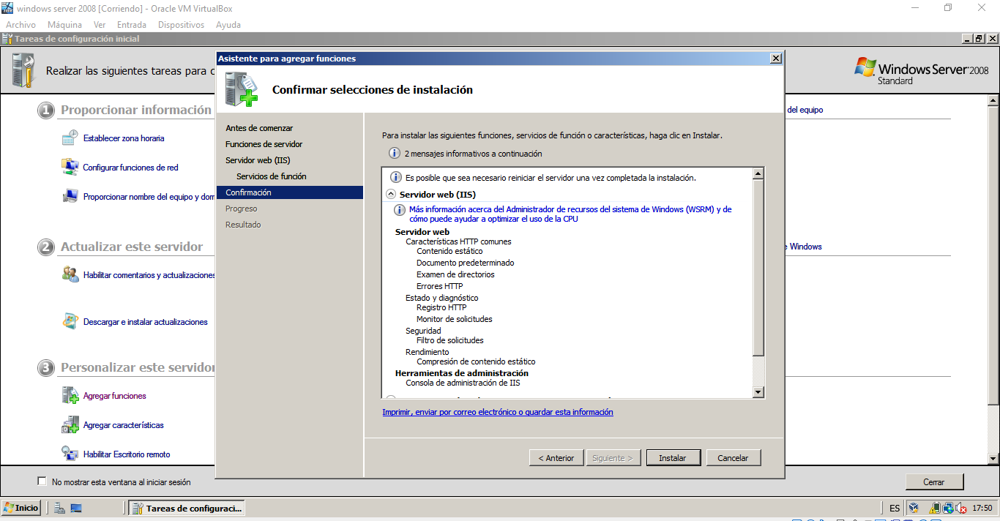 windows server 2008 [Corriendo] - Oracle VM VirtualBox
Archivo Máquina Ver Entrada Dispositivos Ayuda
Tareas de configuración inicial
Realizar las siguientes tareas para c
Windows Server 2008
Standard
1 Proporcionar información
del equipo
Establecer zona horaria
Configurar funciones de red
Proporcionar nombre del equipo y dom
2 Actualizar este servidor
Windows
Habilitar comentarios y actualizaciones
Descargar e instalar actualizaciones
3 Personalizar este servidor
Agregar funciones
Agregar características
Habilitar Escritorio remoto
Asistente para agregar funciones
Confirmar selecciones de instalación
Antes de comenzar
Funciones de servidor
Servidor web (IIS)
Servicios de función
Confirmación
Progreso
Resultado
Para instalar las siguientes funciones, servicios de función o características, haga clic en Instalar.
2 mensajes informativos a continuación
Es posible que sea necesario reiniciar el servidor una vez completada la instalación.
Servidor web (IIS)
Más información acerca del Administrador de recursos del sistema de Windows (WSRM) y de
cómo puede ayudar a optimizar el uso de la CPU
Servidor web
Características HTTP comunes
Contenido estático
Documento predeterminado
Examen de directorios
Errores HTTP
Estado y diagnóstico
Registro HTTP
Monitor de solicitudes
Seguridad
Filtro de solicitudes
Rendimiento
Compresión de contenido estático
Herramientas de administración
Consola de administración de IIS
Imprimir, enviar por correo electrónico o guardar esta información
< Anterior Siguiente > Instalar Cancelar
No mostrar esta ventana al iniciar sesión
Cerrar
Inicio Tareas de configuraci... ES 17:50